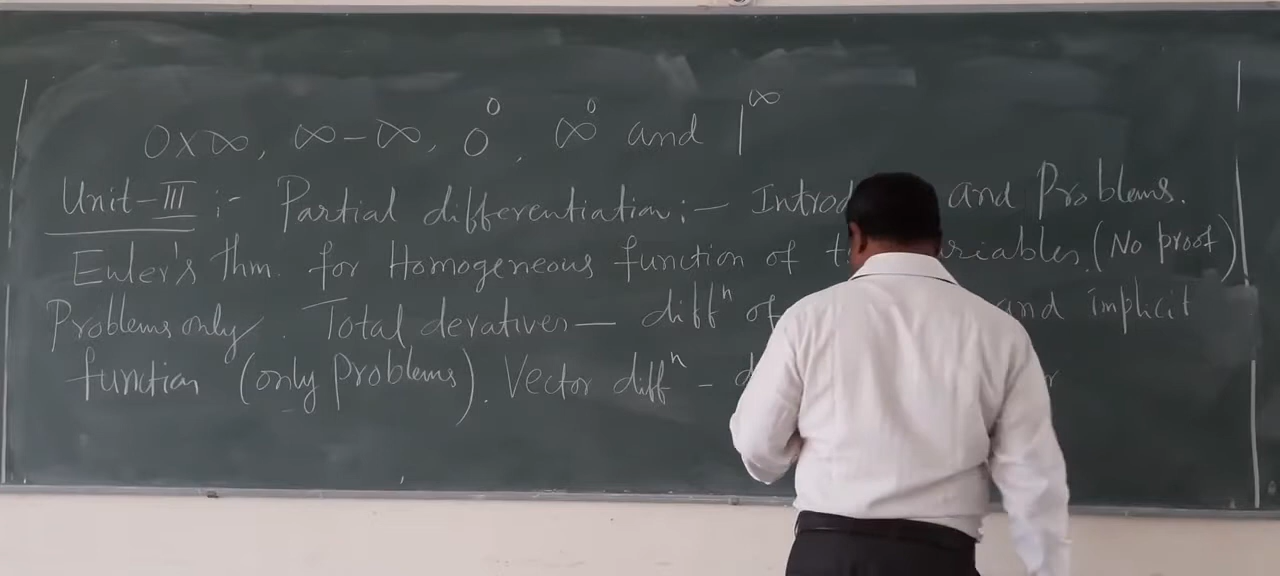 0×∞, ∞-∞, 0⁰, ∞⁰ and 1^∞
Unit-III :- Partial differentiation :- Introd and Problems.
Euler's Thm. for Homogeneous function of riables. (No proof)
Problems only. Total deratives — diffⁿ of and implicit
function (only problems). Vector diffⁿ -